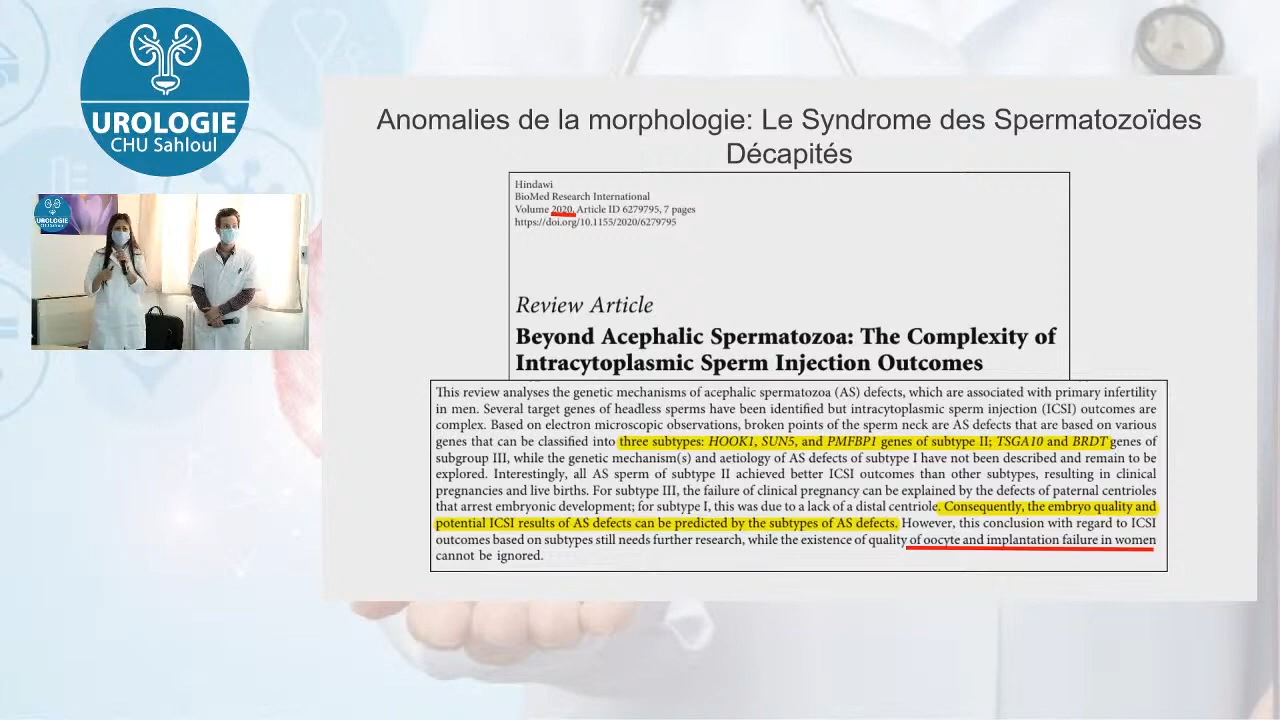 UROLOGIE
CHU Sahloul
UROLOGIE
CHU Sahloul
Anomalies de la morphologie: Le Syndrome des Spermatozoïdes
Décapités
Hindawi
BioMed Research International
Volume 2020, Article ID 6279795, 7 pages
https://doi.org/10.1155/2020/6279795
Review Article
Beyond Acephalic Spermatozoa: The Complexity of
Intracytoplasmic Sperm Injection Outcomes
This review analyses the genetic mechanisms of acephalic spermatozoa (AS) defects, which are associated with primary infertility
in men. Several target genes of headless sperms have been identified but intracytoplasmic sperm injection (ICSI) outcomes are
complex. Based on electron microscopic observations, broken points of the sperm neck are AS defects that are based on various
genes that can be classified into three subtypes: HOOK1, SUN5, and PMFBP1 genes of subtype II; TSGA10 and BRDT genes of
subgroup III, while the genetic mechanism(s) and aetiology of AS defects of subtype I have not been described and remain to be
explored. Interestingly, all AS sperm of subtype II achieved better ICSI outcomes than other subtypes, resulting in clinical
pregnancies and live births. For subtype III, the failure of clinical pregnancy can be explained by the defects of paternal centrioles
that arrest embryonic development; for subtype I, this was due to a lack of a distal centriole. Consequently, the embryo quality and
potential ICSI results of AS defects can be predicted by the subtypes of AS defects. However, this conclusion with regard to ICSI
outcomes based on subtypes still needs further research, while the existence of quality of oocyte and implantation failure in women
cannot be ignored.